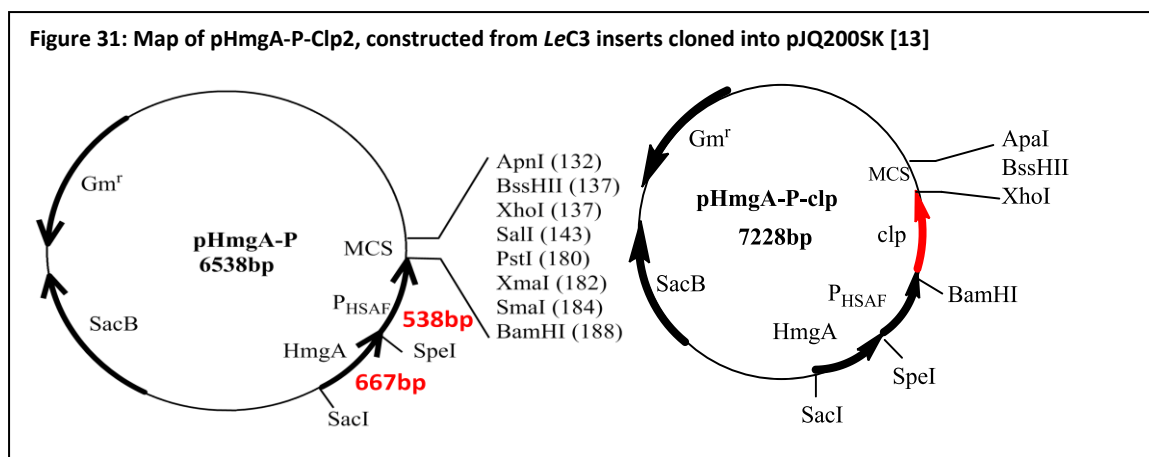 Figure 31: Map of pHmgA-P-Clp2, constructed from LeC3 inserts cloned into pJQ200SK [13]
Gmʳ
SacB
pHmgA-P
6538bp
MCS
ApnI (132)
BssHII (137)
XhoI (137)
SalI (143)
PstI (180)
XmaI (182)
SmaI (184)
BamHI (188)
P_HSAF
538bp
HmgA
SpeI
667bp
SacI
Gmʳ
SacB
pHmgA-P-clp
7228bp
MCS
ApaI
BssHII
XhoI
clp
BamHI
P_HSAF
HmgA
SpeI
SacI